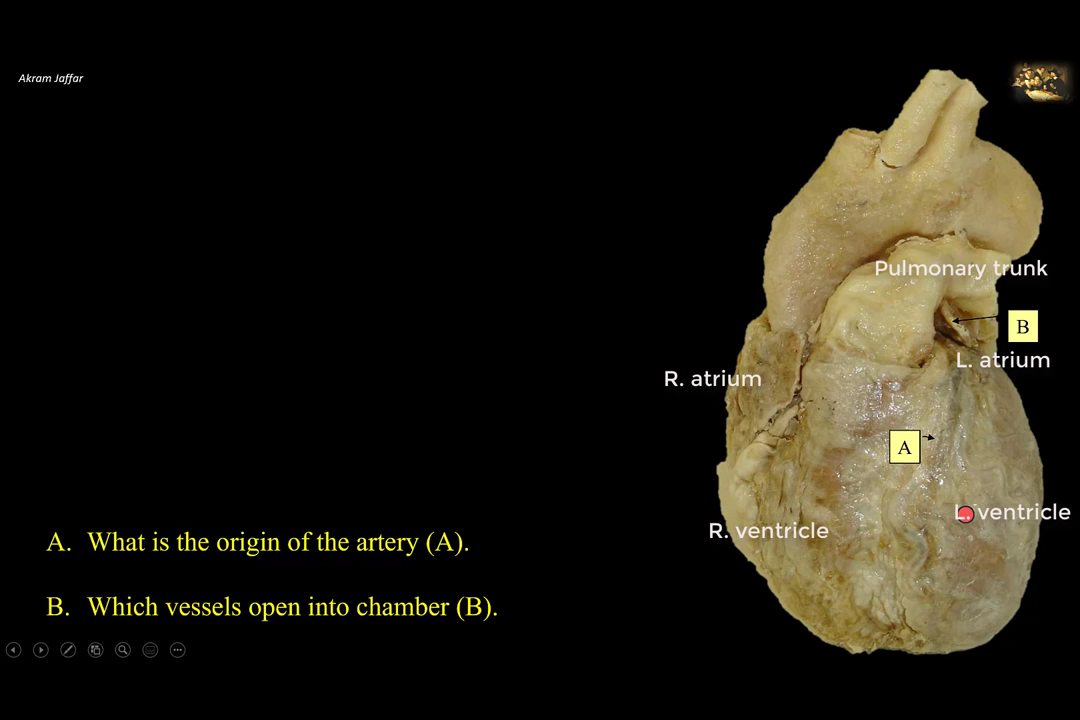 Akram Jaffar
Pulmonary trunk
B
L. atrium
R. atrium
A
L. ventricle
R. ventricle
A. What is the origin of the artery (A).
B. Which vessels open into chamber (B).